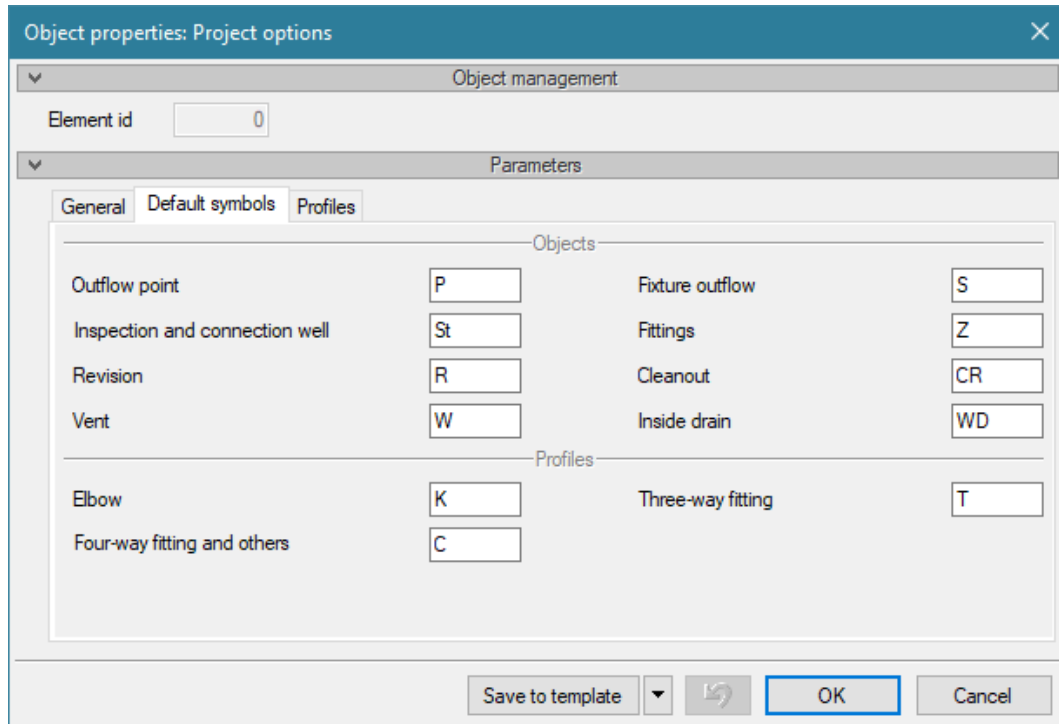 Object properties: Project options
Object management
Element id 0
Parameters
General Default symbols Profiles
Objects
Outflow point P Fixture outflow S
Inspection and connection well St Fittings Z
Revision R Cleanout CR
Vent W Inside drain WD
Profiles
Elbow K Three-way fitting T
Four-way fitting and others C
Save to template OK Cancel